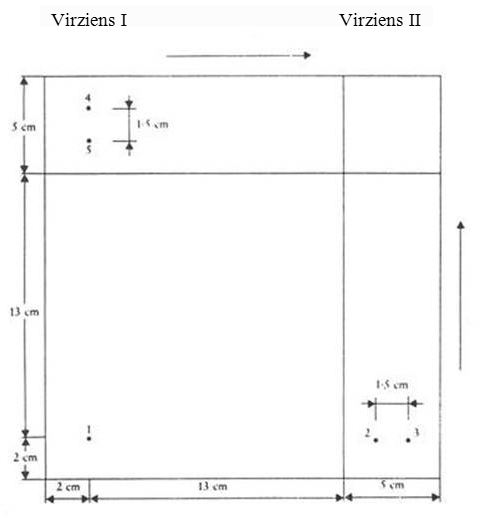 Virziens I Virziens II
4
5 cm
1·5 cm
5
13 cm
1·5 cm
1
2 3
2 cm
2 cm 13 cm 5 cm